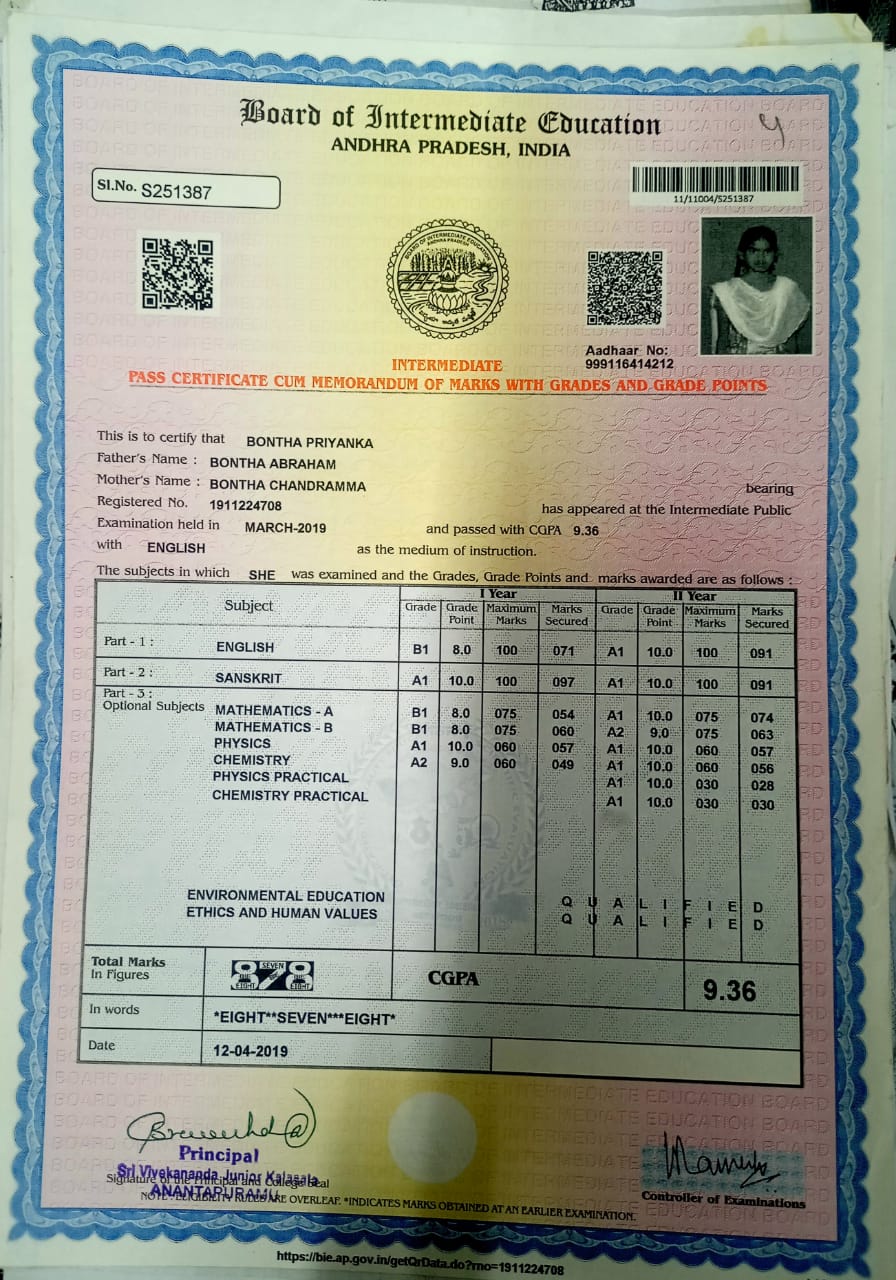 Board of Intermediate Education
ANDHRA PRADESH, INDIA
Sl.No. S251387
11/11004/S251387
BOARD OF INTERMEDIATE EDUCATION
ANDHRA PRADESH
Aadhaar No:
999116414212
INTERMEDIATE
PASS CERTIFICATE CUM MEMORANDUM OF MARKS WITH GRADES AND GRADE POINTS
This is to certify that BONTHA PRIYANKA
Father's Name : BONTHA ABRAHAM
Mother's Name : BONTHA CHANDRAMMA bearing
Registered No. 1911224708 has appeared at the Intermediate Public
Examination held in MARCH-2019 and passed with CGPA 9.36
with ENGLISH as the medium of instruction.
The subjects in which SHE was examined and the Grades, Grade Points and marks awarded are as follows :
Subject I Year II Year
Grade Grade Point Maximum Marks Marks Secured Grade Grade Point Maximum Marks Marks Secured
Part - 1 : ENGLISH B1 8.0 100 071 A1 10.0 100 091
Part - 2 : SANSKRIT A1 10.0 100 097 A1 10.0 100 091
Part - 3 :
Optional Subjects MATHEMATICS - A B1 8.0 075 054 A1 10.0 075 074
MATHEMATICS - B B1 8.0 075 060 A2 9.0 075 063
PHYSICS A1 10.0 060 057 A1 10.0 060 057
CHEMISTRY A2 9.0 060 049 A1 10.0 060 056
PHYSICS PRACTICAL A1 10.0 030 028
CHEMISTRY PRACTICAL A1 10.0 030 030
ENVIRONMENTAL EDUCATION Q U A L I F I E D
ETHICS AND HUMAN VALUES Q U A L I F I E D
Total Marks
In Figures 878 CGPA 9.36
In words *EIGHT**SEVEN***EIGHT*
Date 12-04-2019
Principal
Sri Vivekananda Junior Kalasala
Signature of the Principal and College Seal
ANANTAPURAMU
Controller of Examinations
NOTE : ELIGIBILITY RULES ARE OVERLEAF. *INDICATES MARKS OBTAINED AT AN EARLIER EXAMINATION.
https://bie.ap.gov.in/getQrData.do?rno=1911224708